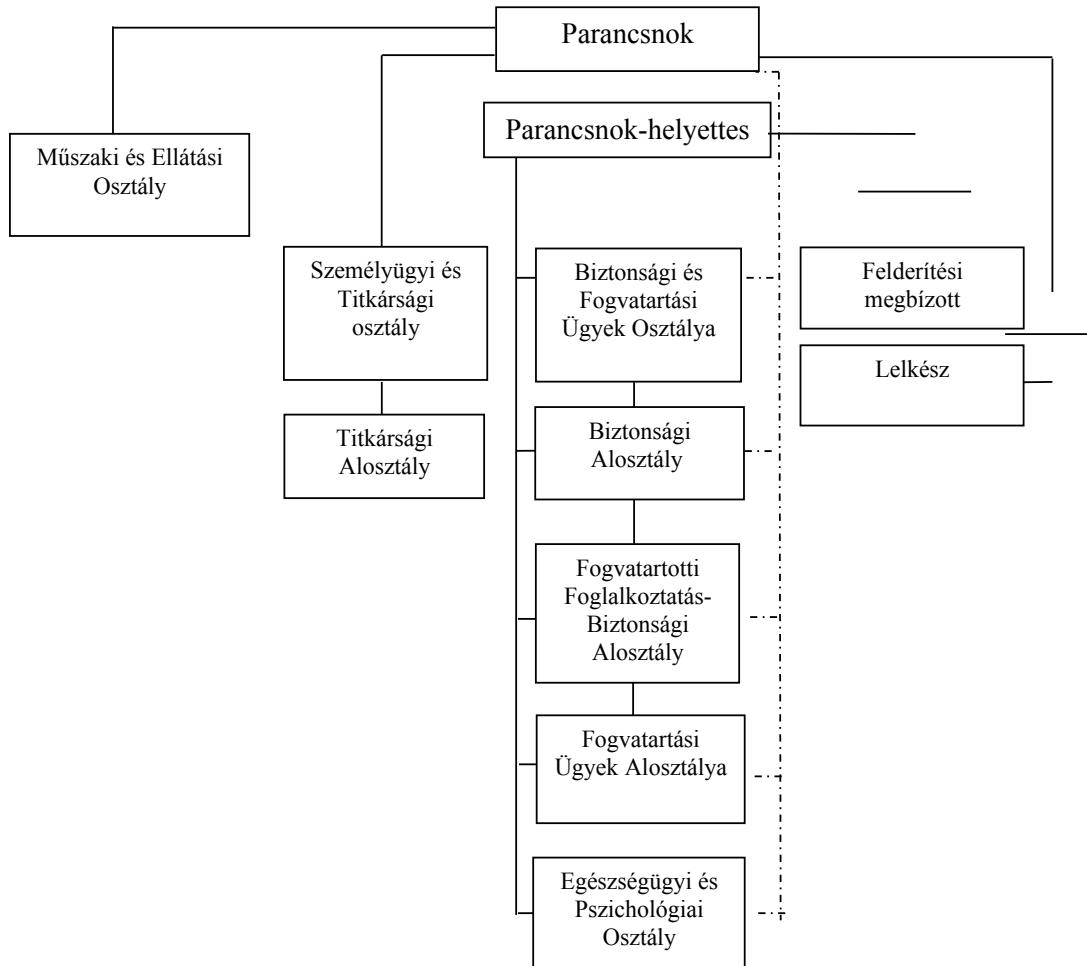 Parancsnok
Parancsnok-helyettes
Műszaki és Ellátási
Osztály
Személyügyi és
Titkársági
osztály
Titkársági
Alosztály
Biztonsági és
Fogvatartási
Ügyek Osztálya
Biztonsági
Alosztály
Fogvatartotti
Foglalkoztatás-
Biztonsági
Alosztály
Fogvatartási
Ügyek Alosztálya
Egészségügyi és
Pszichológiai
Osztály
Felderítési
megbízott
Lelkész